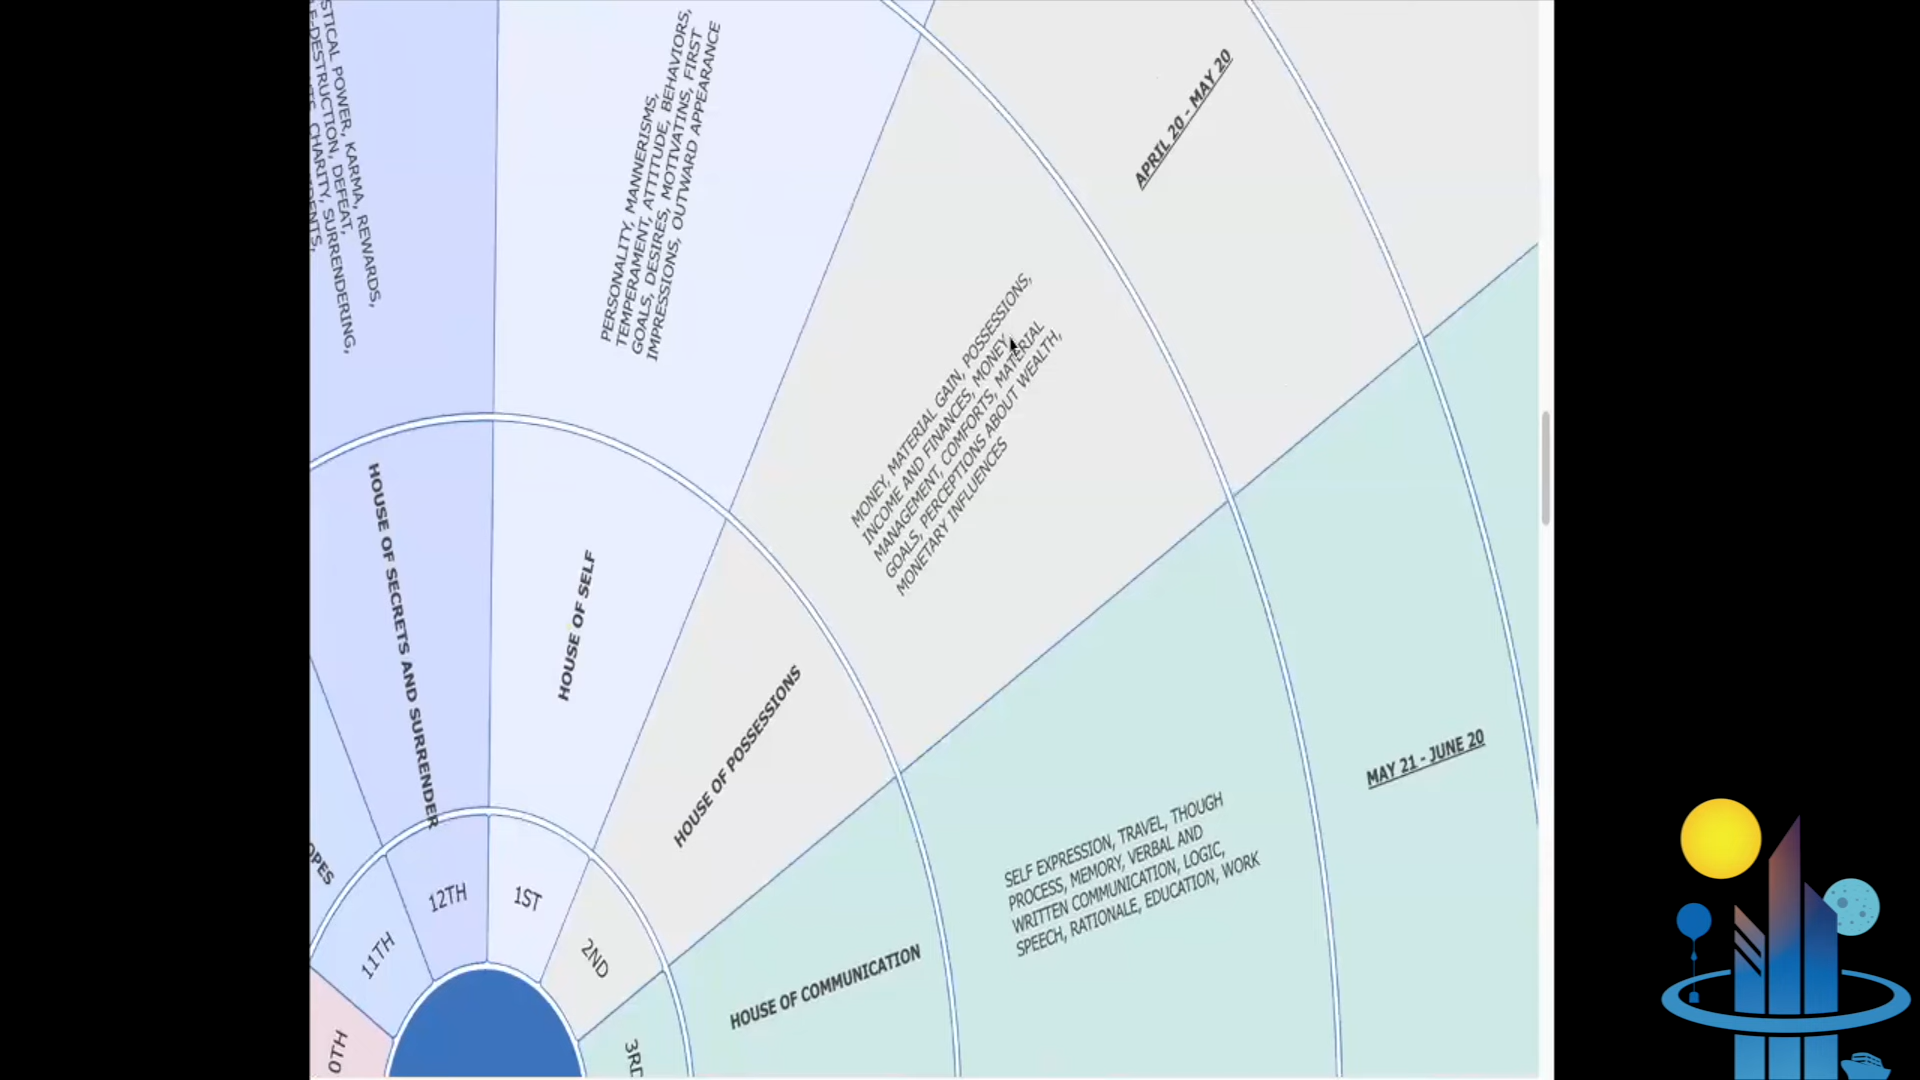 STICAL POWER, KARMA, REWARDS,
F-DESTRUCTION, DEFEAT,
CHARITY, SURRENDERING,
PERSONALITY, MANNERISMS,
TEMPERAMENT, ATTITUDE, BEHAVIORS,
GOALS, DESIRES, MOTIVATINS, FIRST
IMPRESSIONS, OUTWARD APPEARANCE
APRIL 20 - MAY 20
MONEY, MATERIAL GAIN, POSSESSIONS,
INCOME AND FINANCES, MONEY
MANAGEMENT, COMFORTS, MATERIAL
GOALS, PERCEPTIONS ABOUT WEALTH,
MONETARY INFLUENCES
HOUSE OF SECRETS AND SURRENDER
HOUSE OF SELF
HOUSE OF POSSESSIONS
MAY 21 - JUNE 20
SELF EXPRESSION, TRAVEL, THOUGH
PROCESS, MEMORY, VERBAL AND
WRITTEN COMMUNICATION, LOGIC,
SPEECH, RATIONALE, EDUCATION, WORK
HOUSE OF COMMUNICATION
OPES
11TH
12TH
1ST
2ND
3RD
0TH